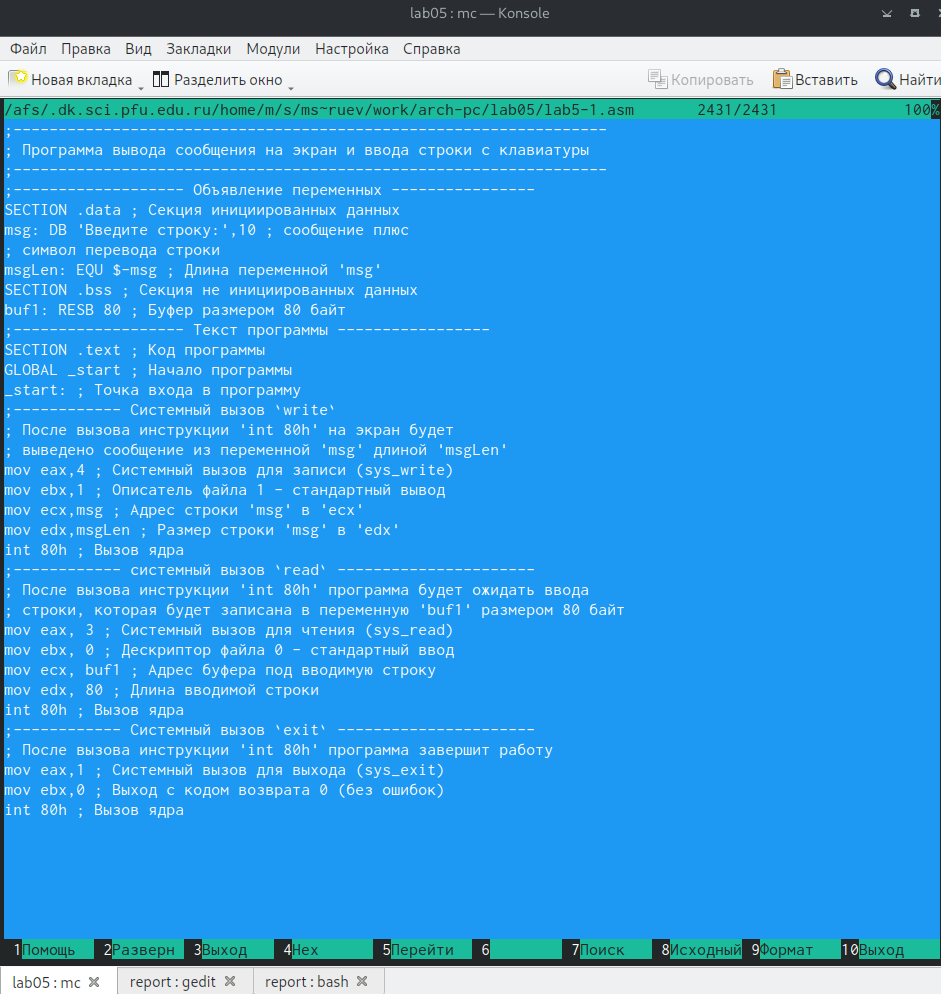 lab05 : mc — Konsole
Файл Правка Вид Закладки Модули Настройка Справка
Новая вкладка Разделить окно Копировать Вставить Найти
/afs/.dk.sci.pfu.edu.ru/home/m/s/ms~ruev/work/arch-pc/lab05/lab5-1.asm 2431/2431 100%
;------------------------------------------------------------------
; Программа вывода сообщения на экран и ввода строки с клавиатуры
;------------------------------------------------------------------
;------------------- Объявление переменных ----------------
SECTION .data ; Секция инициированных данных
msg: DB 'Введите строку:',10 ; сообщение плюс
; символ перевода строки
msgLen: EQU $-msg ; Длина переменной 'msg'
SECTION .bss ; Секция не инициированных данных
buf1: RESB 80 ; Буфер размером 80 байт
;------------------- Текст программы -----------------
SECTION .text ; Код программы
GLOBAL _start ; Начало программы
_start: ; Точка входа в программу
;------------ Системный вызов `write`
; После вызова инструкции 'int 80h' на экран будет
; выведено сообщение из переменной 'msg' длиной 'msgLen'
mov eax,4 ; Системный вызов для записи (sys_write)
mov ebx,1 ; Описатель файла 1 - стандартный вывод
mov ecx,msg ; Адрес строки 'msg' в 'ecx'
mov edx,msgLen ; Размер строки 'msg' в 'edx'
int 80h ; Вызов ядра
;------------ системный вызов `read` ----------------------
; После вызова инструкции 'int 80h' программа будет ожидать ввода
; строки, которая будет записана в переменную 'buf1' размером 80 байт
mov eax, 3 ; Системный вызов для чтения (sys_read)
mov ebx, 0 ; Дескриптор файла 0 - стандартный ввод
mov ecx, buf1 ; Адрес буфера под вводимую строку
mov edx, 80 ; Длина вводимой строки
int 80h ; Вызов ядра
;------------ Системный вызов `exit` ----------------------
; После вызова инструкции 'int 80h' программа завершит работу
mov eax,1 ; Системный вызов для выхода (sys_exit)
mov ebx,0 ; Выход с кодом возврата 0 (без ошибок)
int 80h ; Вызов ядра
1Помощь 2Разверн 3Выход 4Hex 5Перейти 6 7Поиск 8Исходный 9Формат 10Выход
lab05 : mc report : gedit report : bash